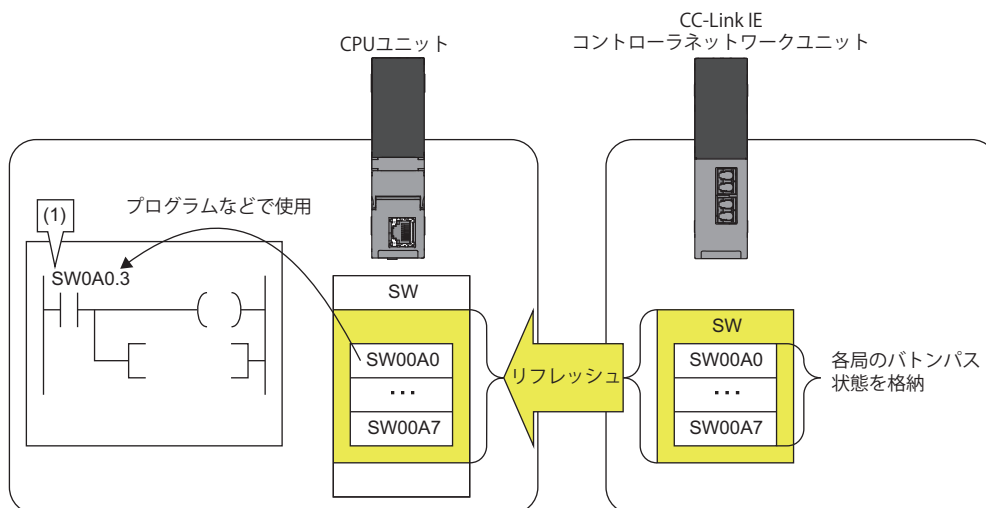 CC-Link IE
コントローラネットワークユニット
CPUユニット
(1)
プログラムなどで使用
SW0A0.3
SW
SW00A0
...
SW00A7
リフレッシュ
SW
SW00A0
...
SW00A7
各局のバトンパス
状態を格納